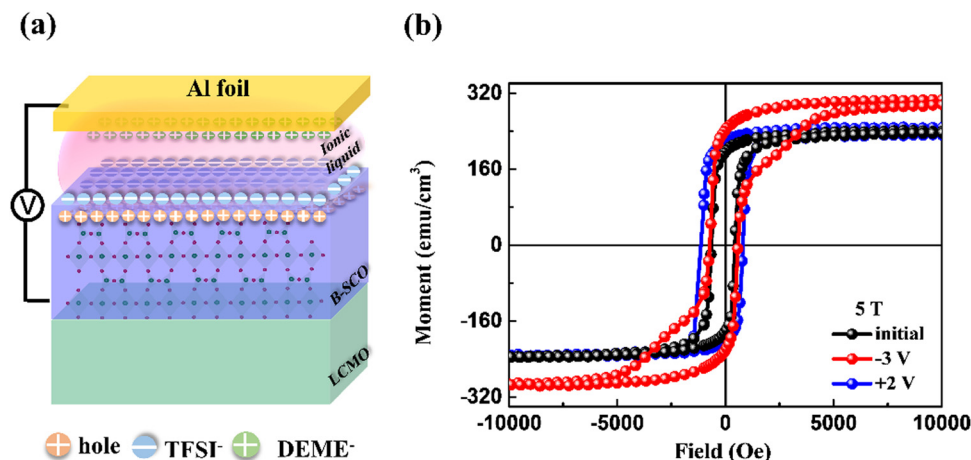 (a)
Al foil
Ionic
liquid
V
B-SCO
LCMO
hole TFSI- DEME-
(b)
Moment (emu/cm³)
320
160
0
-160
-320
5 T
initial
-3 V
+2 V
-10000 -5000 0 5000 10000
Field (Oe)